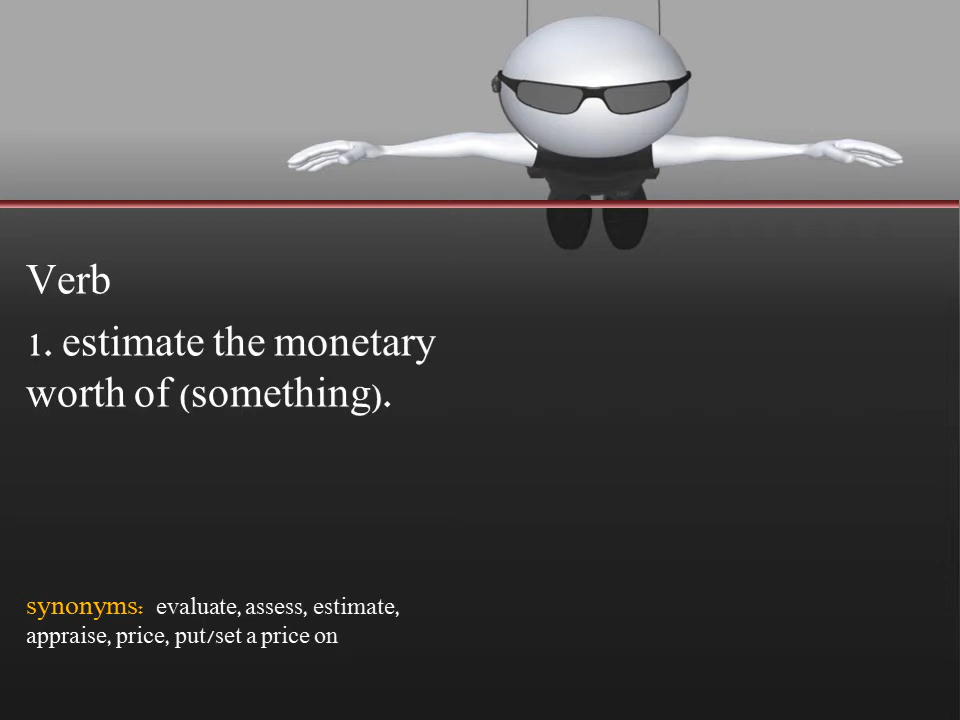 Verb
1. estimate the monetary
worth of (something).
synonyms: evaluate, assess, estimate,
appraise, price, put/set a price on